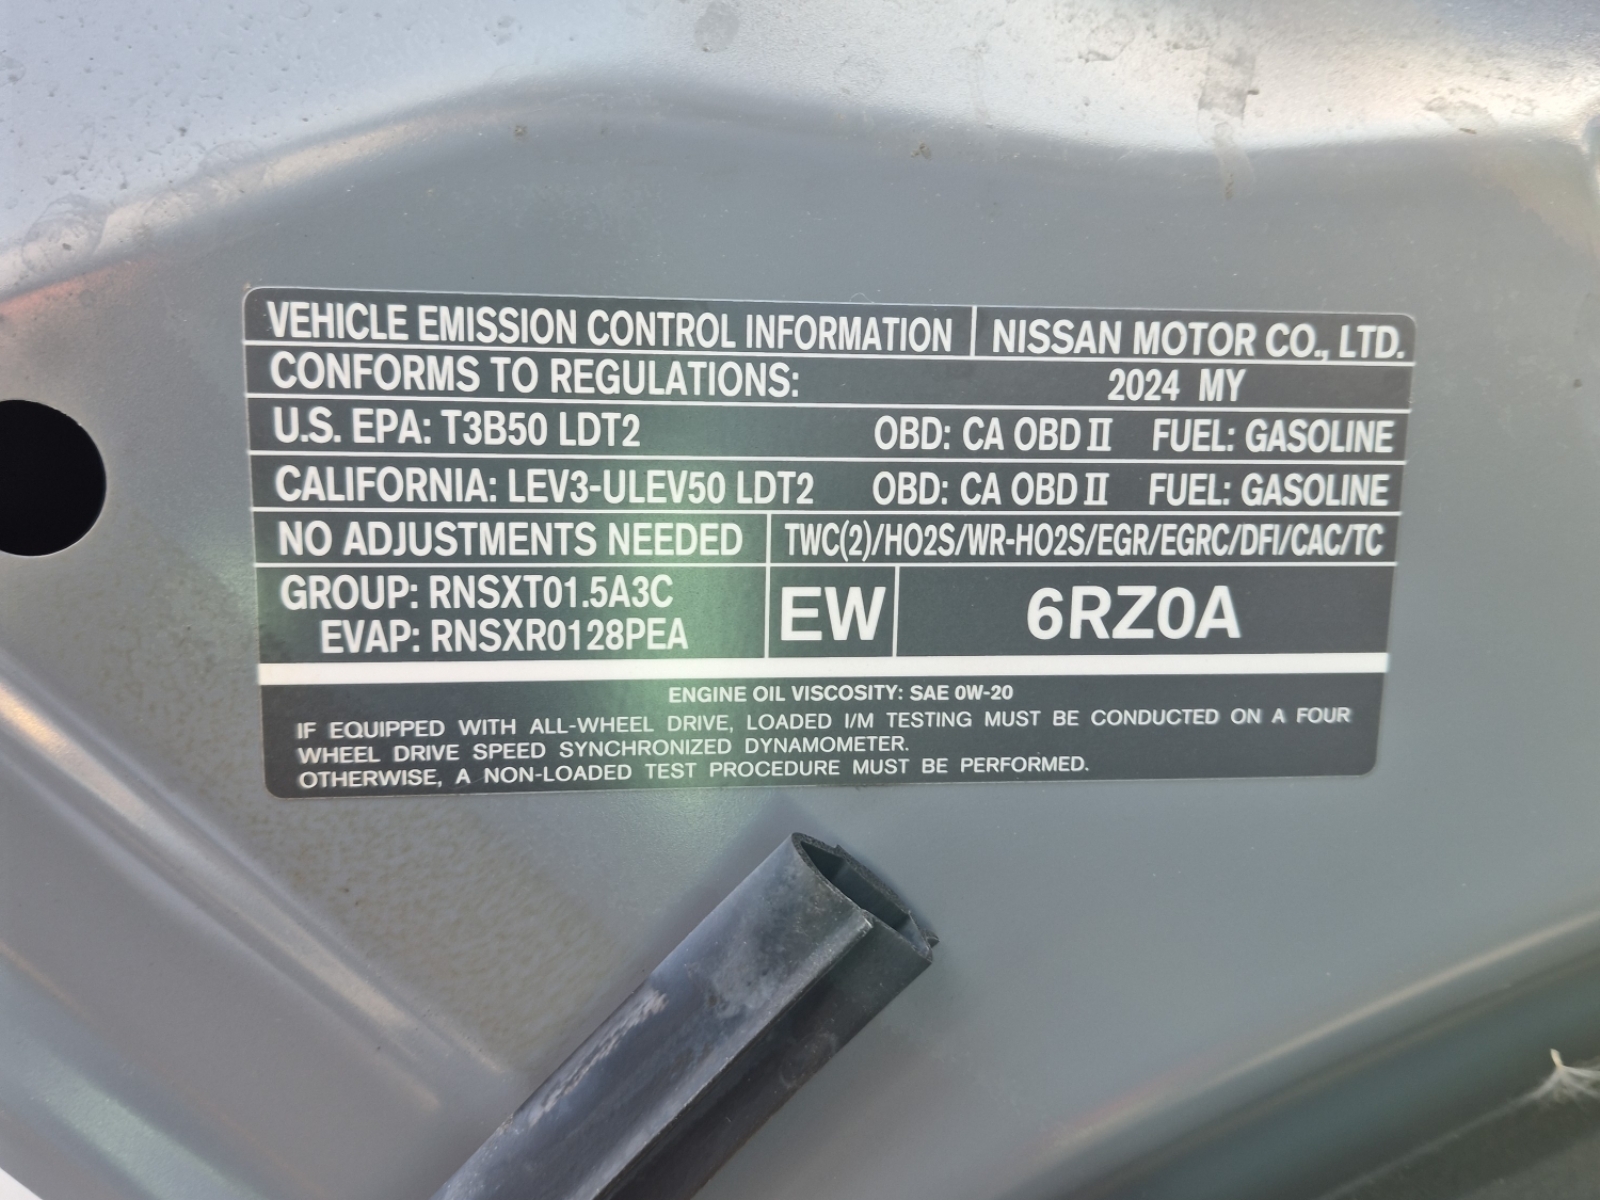 VEHICLE EMISSION CONTROL INFORMATION NISSAN MOTOR CO., LTD.
CONFORMS TO REGULATIONS: 2024 MY
U.S. EPA: T3B50 LDT2 OBD: CA OBD II FUEL: GASOLINE
CALIFORNIA: LEV3-ULEV50 LDT2 OBD: CA OBD II FUEL: GASOLINE
NO ADJUSTMENTS NEEDED TWC(2)/HO2S/WR-HO2S/EGR/EGRC/DFI/CAC/TC
GROUP: RNSXT01.5A3C
EVAP: RNSXR0128PEA
EW 6RZ0A
ENGINE OIL VISCOSITY: SAE 0W-20
IF EQUIPPED WITH ALL-WHEEL DRIVE, LOADED I/M TESTING MUST BE CONDUCTED ON A FOUR
WHEEL DRIVE SPEED SYNCHRONIZED DYNAMOMETER.
OTHERWISE, A NON-LOADED TEST PROCEDURE MUST BE PERFORMED.